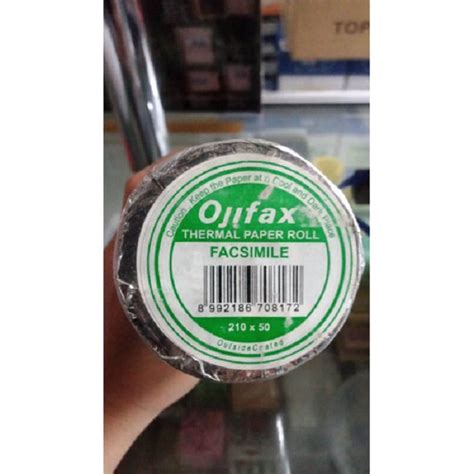 TOP
Caution : Keep the Paper at a Cool and Dark Place
Ojifax
THERMAL PAPER ROLL
FACSIMILE
8 992186 708172
210 x 50
OutsideCoated